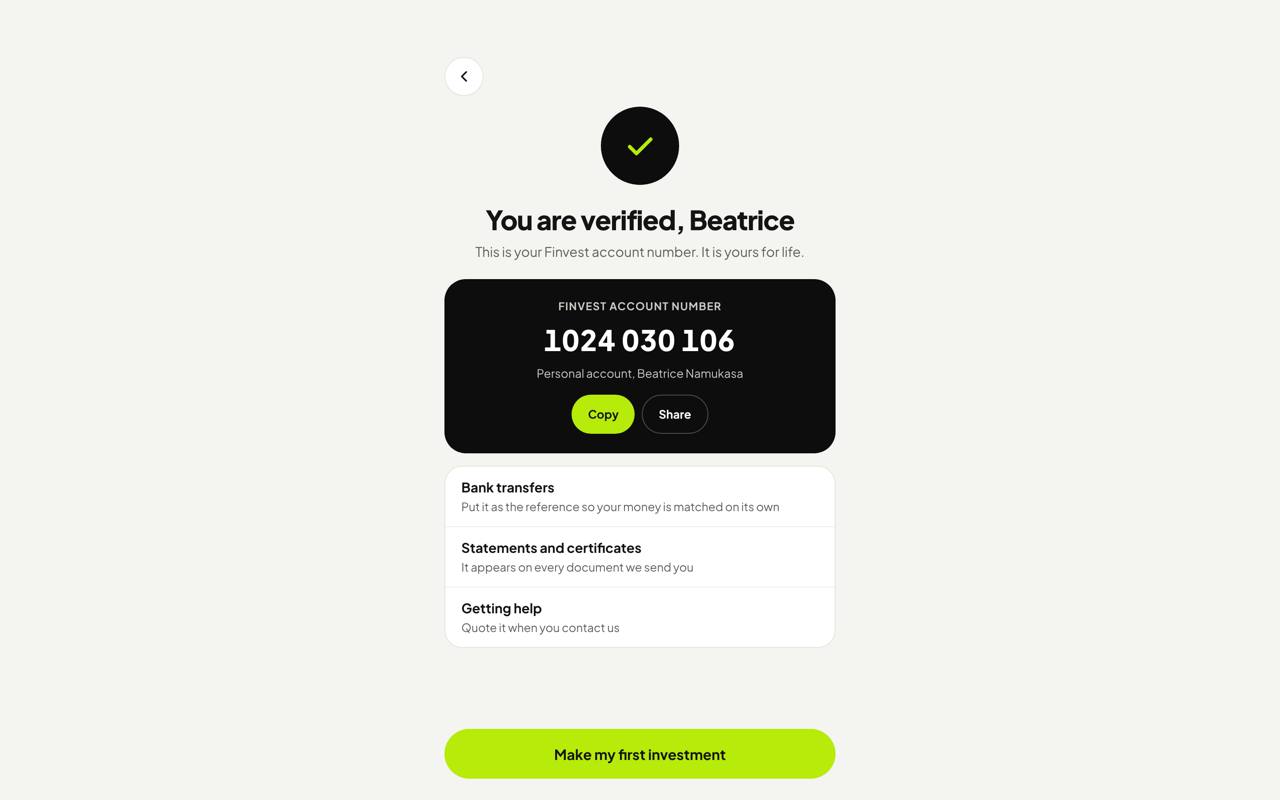 You are verified, Beatrice
This is your Finvest account number. It is yours for life.
FINVEST ACCOUNT NUMBER
1024 030 106
Personal account, Beatrice Namukasa
Copy Share
Bank transfers
Put it as the reference so your money is matched on its own
Statements and certificates
It appears on every document we send you
Getting help
Quote it when you contact us
Make my first investment